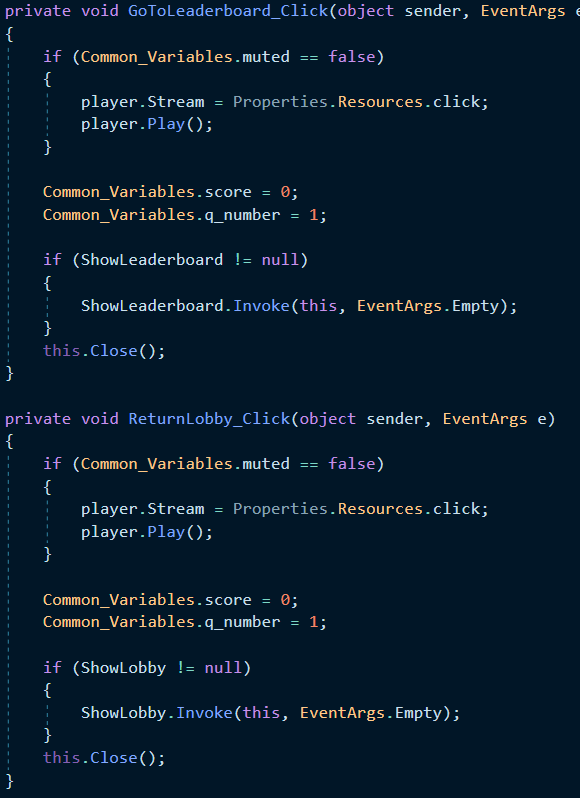 private void GoToLeaderboard_Click(object sender, EventArgs e
{
if (Common_Variables.muted == false)
{
player.Stream = Properties.Resources.click;
player.Play();
}
Common_Variables.score = 0;
Common_Variables.q_number = 1;
if (ShowLeaderboard != null)
{
ShowLeaderboard.Invoke(this, EventArgs.Empty);
}
this.Close();
}
private void ReturnLobby_Click(object sender, EventArgs e)
{
if (Common_Variables.muted == false)
{
player.Stream = Properties.Resources.click;
player.Play();
}
Common_Variables.score = 0;
Common_Variables.q_number = 1;
if (ShowLobby != null)
{
ShowLobby.Invoke(this, EventArgs.Empty);
}
this.Close();
}